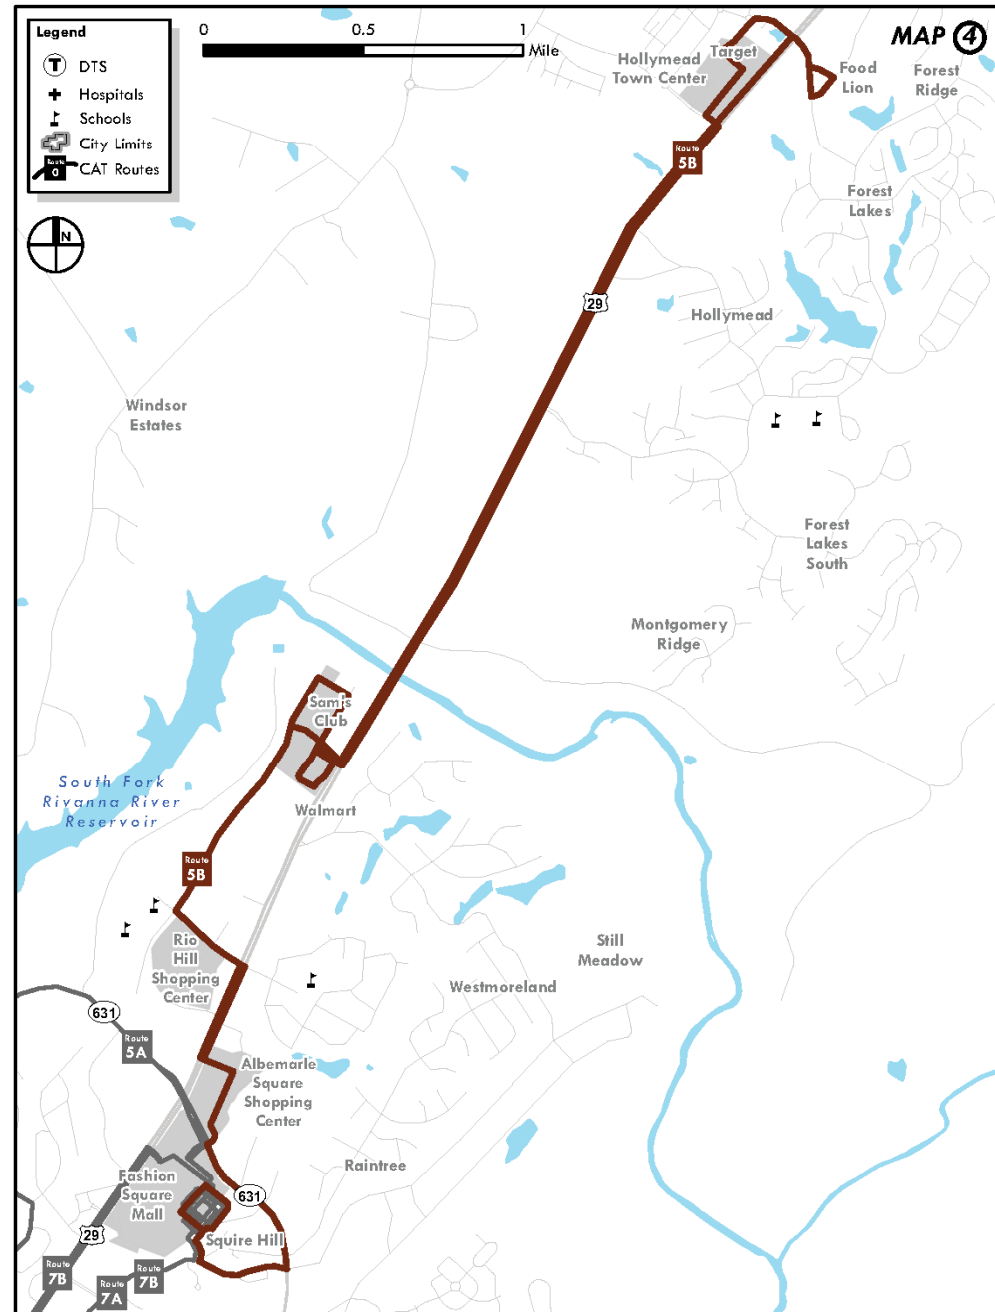 Legend
T DTS
Hospitals
Schools
City Limits
Route
0
CAT Routes
0 0.5 1
Mile
MAP 4
N
Target
Hollymead
Town Center
Food
Lion
Forest
Ridge
Route
5B
Forest
Lakes
29
Hollymead
Windsor
Estates
Forest
Lakes
South
Montgomery
Ridge
Sam's
Club
South Fork
Rivanna River
Reservoir
Walmart
Route
5B
Rio
Hill
Shopping
Center
Still
Meadow
Westmoreland
631
Route
5A
Albemarle
Square
Shopping
Center
Raintree
Fashion
Square
Mall
631
29
Squire Hill
Route
7B
Route
7B
Route
7A